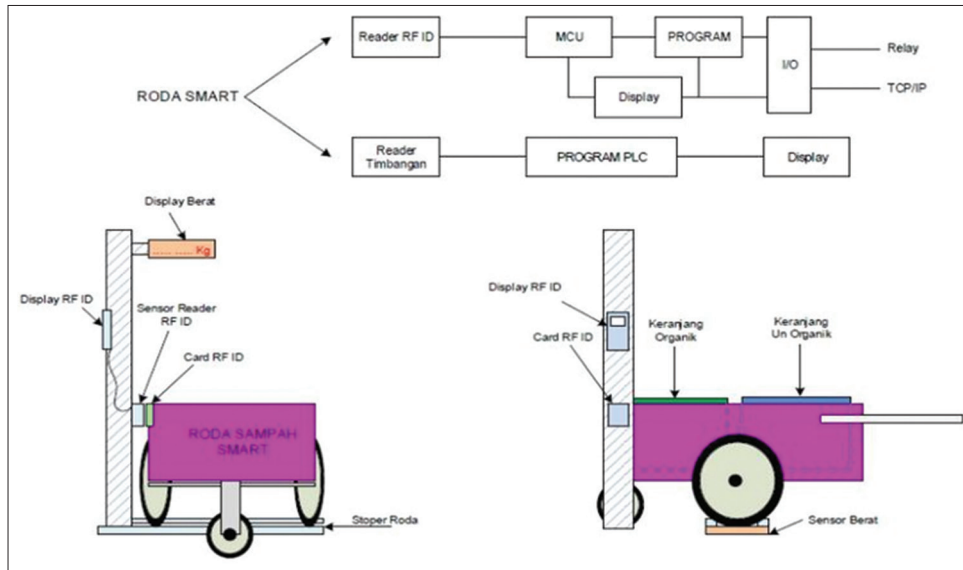 Reader RF ID
MCU
PROGRAM
I/O
Relay
TCP/IP
Display
RODA SMART
Reader
Timbangan
PROGRAM PLC
Display
Display Berat
Kg
Display RF ID
Sensor Reader
RF ID
Card RF ID
RODA SAMPAH
SMART
Stoper Roda
Display RF ID
Card RF ID
Keranjang
Organik
Keranjang
Un Organik
Sensor Berat